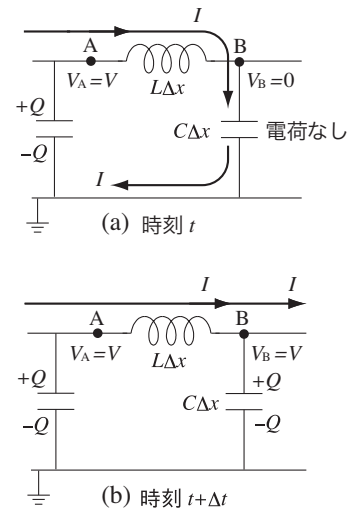 I
A B
V_A=V LΔx V_B=0
+Q
-Q
CΔx 電荷なし
I
(a) 時刻 t
I I
A B
V_A=V LΔx V_B=V
+Q CΔx +Q
-Q -Q
(b) 時刻 t+Δt